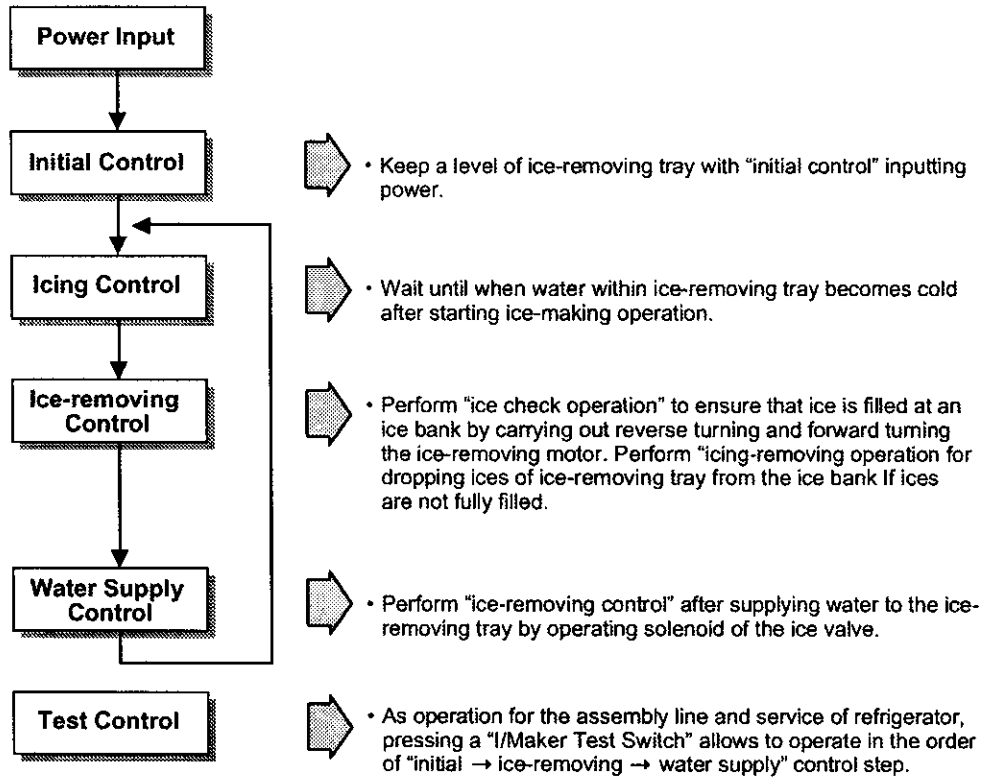 Power Input
Initial Control
• Keep a level of ice-removing tray with “initial control” inputting
power.
Icing Control
• Wait until when water within ice-removing tray becomes cold
after starting ice-making operation.
Ice-removing
Control
• Perform “ice check operation” to ensure that ice is filled at an
ice bank by carrying out reverse turning and forward turning
the ice-removing motor. Perform “icing-removing operation for
dropping ices of ice-removing tray from the ice bank If ices
are not fully filled.
Water Supply
Control
• Perform “ice-removing control” after supplying water to the ice-
removing tray by operating solenoid of the ice valve.
Test Control
• As operation for the assembly line and service of refrigerator,
pressing a “I/Maker Test Switch” allows to operate in the order
of “initial → ice-removing → water supply” control step.